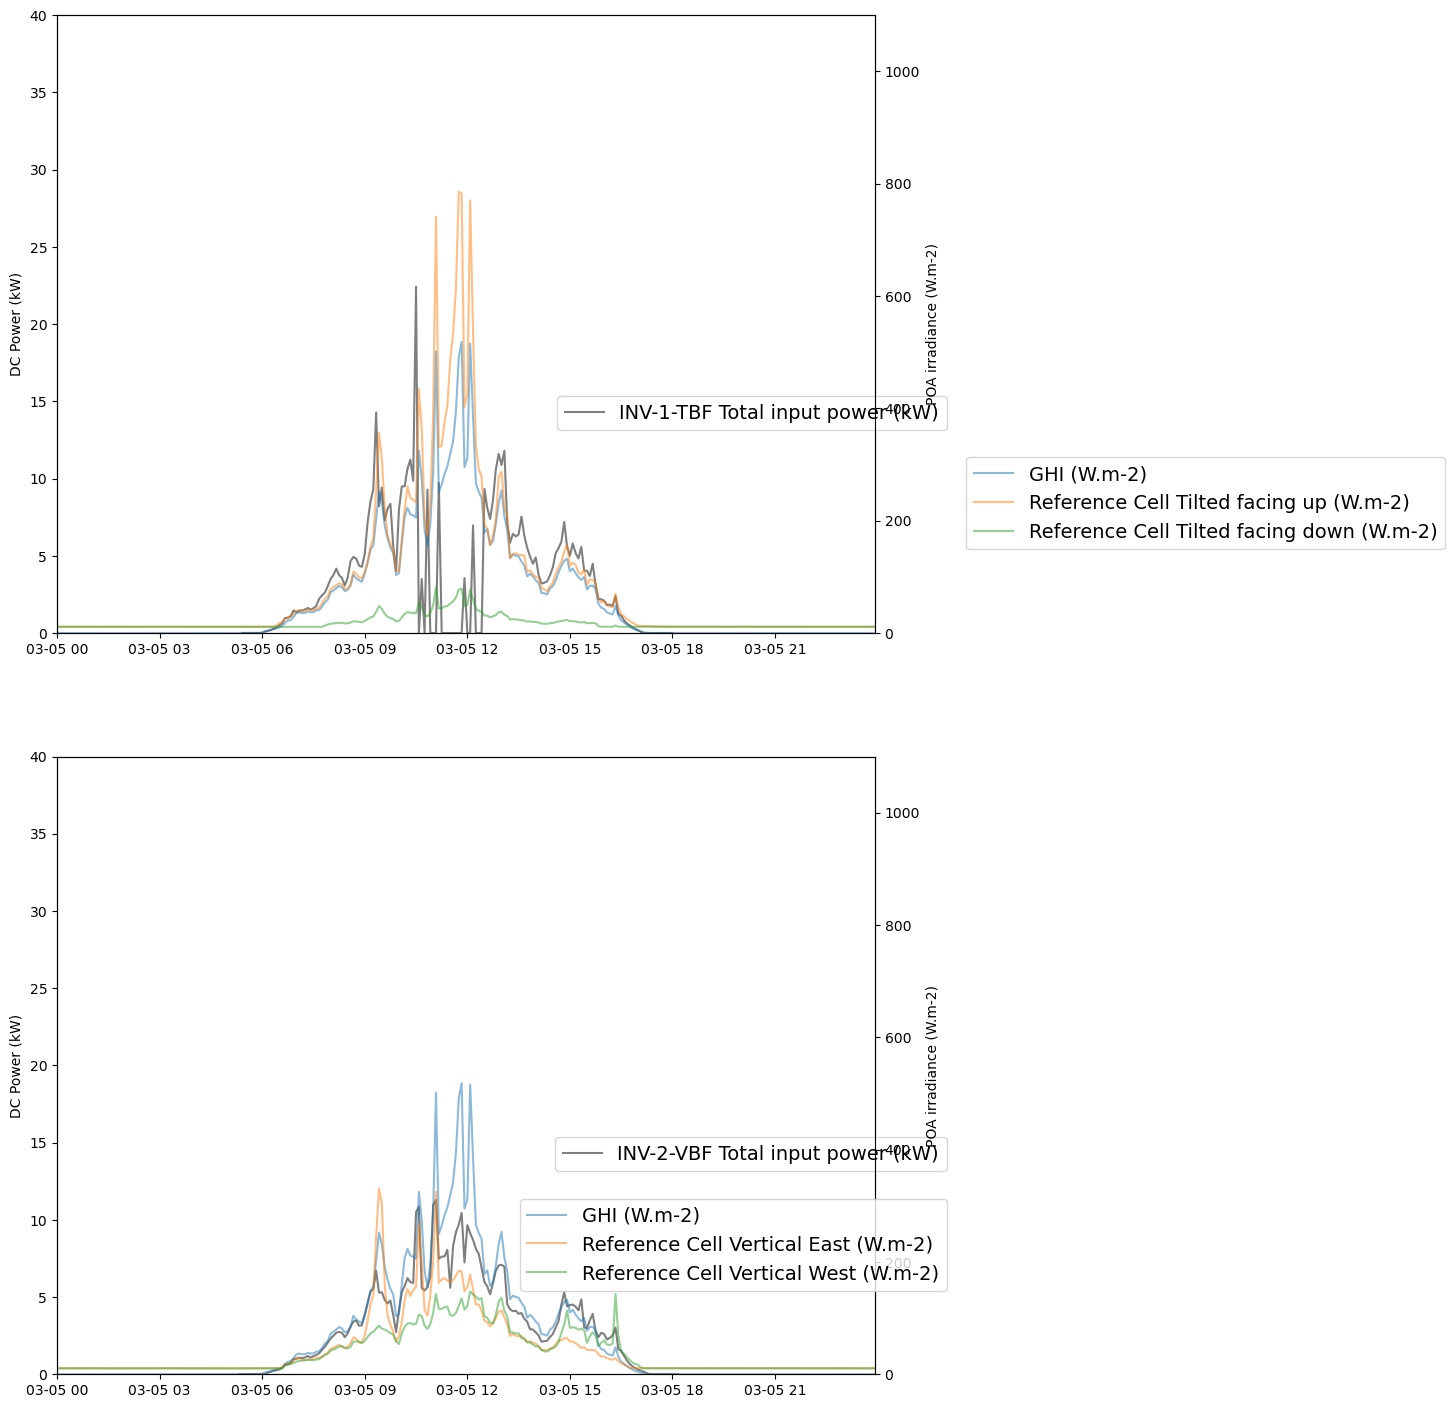 40
35
30
25
20
15
10
5
0
DC Power (kW)
1000
800
600
400
200
0
POA irradiance (W.m-2)
INV-1-TBF Total input power (kW)
GHI (W.m-2)
Reference Cell Tilted facing up (W.m-2)
Reference Cell Tilted facing down (W.m-2)
03-05 00 03-05 03 03-05 06 03-05 09 03-05 12 03-05 15 03-05 18 03-05 21
40
35
30
25
20
15
10
5
0
DC Power (kW)
1000
800
600
400
200
0
POA irradiance (W.m-2)
INV-2-VBF Total input power (kW)
GHI (W.m-2)
Reference Cell Vertical East (W.m-2)
Reference Cell Vertical West (W.m-2)
03-05 00 03-05 03 03-05 06 03-05 09 03-05 12 03-05 15 03-05 18 03-05 21